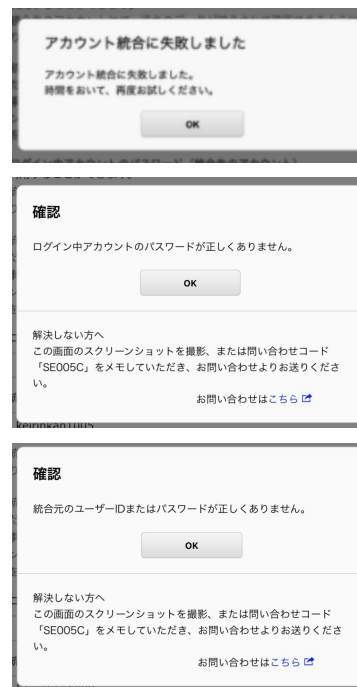 アカウント統合に失敗しました
アカウント統合に失敗しました。
時間をおいて、再度お試しください。
OK
確認
ログイン中アカウントのパスワードが正しくありません。
OK
解決しない方へ
この画面のスクリーンショットを撮影、または問い合わせコード
「SE005C」をメモしていただき、お問い合わせよりお送りくださ
い。
お問い合わせはこちら
keirinkan1005
確認
統合元のユーザーIDまたはパスワードが正しくありません。
OK
解決しない方へ
この画面のスクリーンショットを撮影、または問い合わせコード
「SE005C」をメモしていただき、お問い合わせよりお送りくださ
い。
お問い合わせはこちら